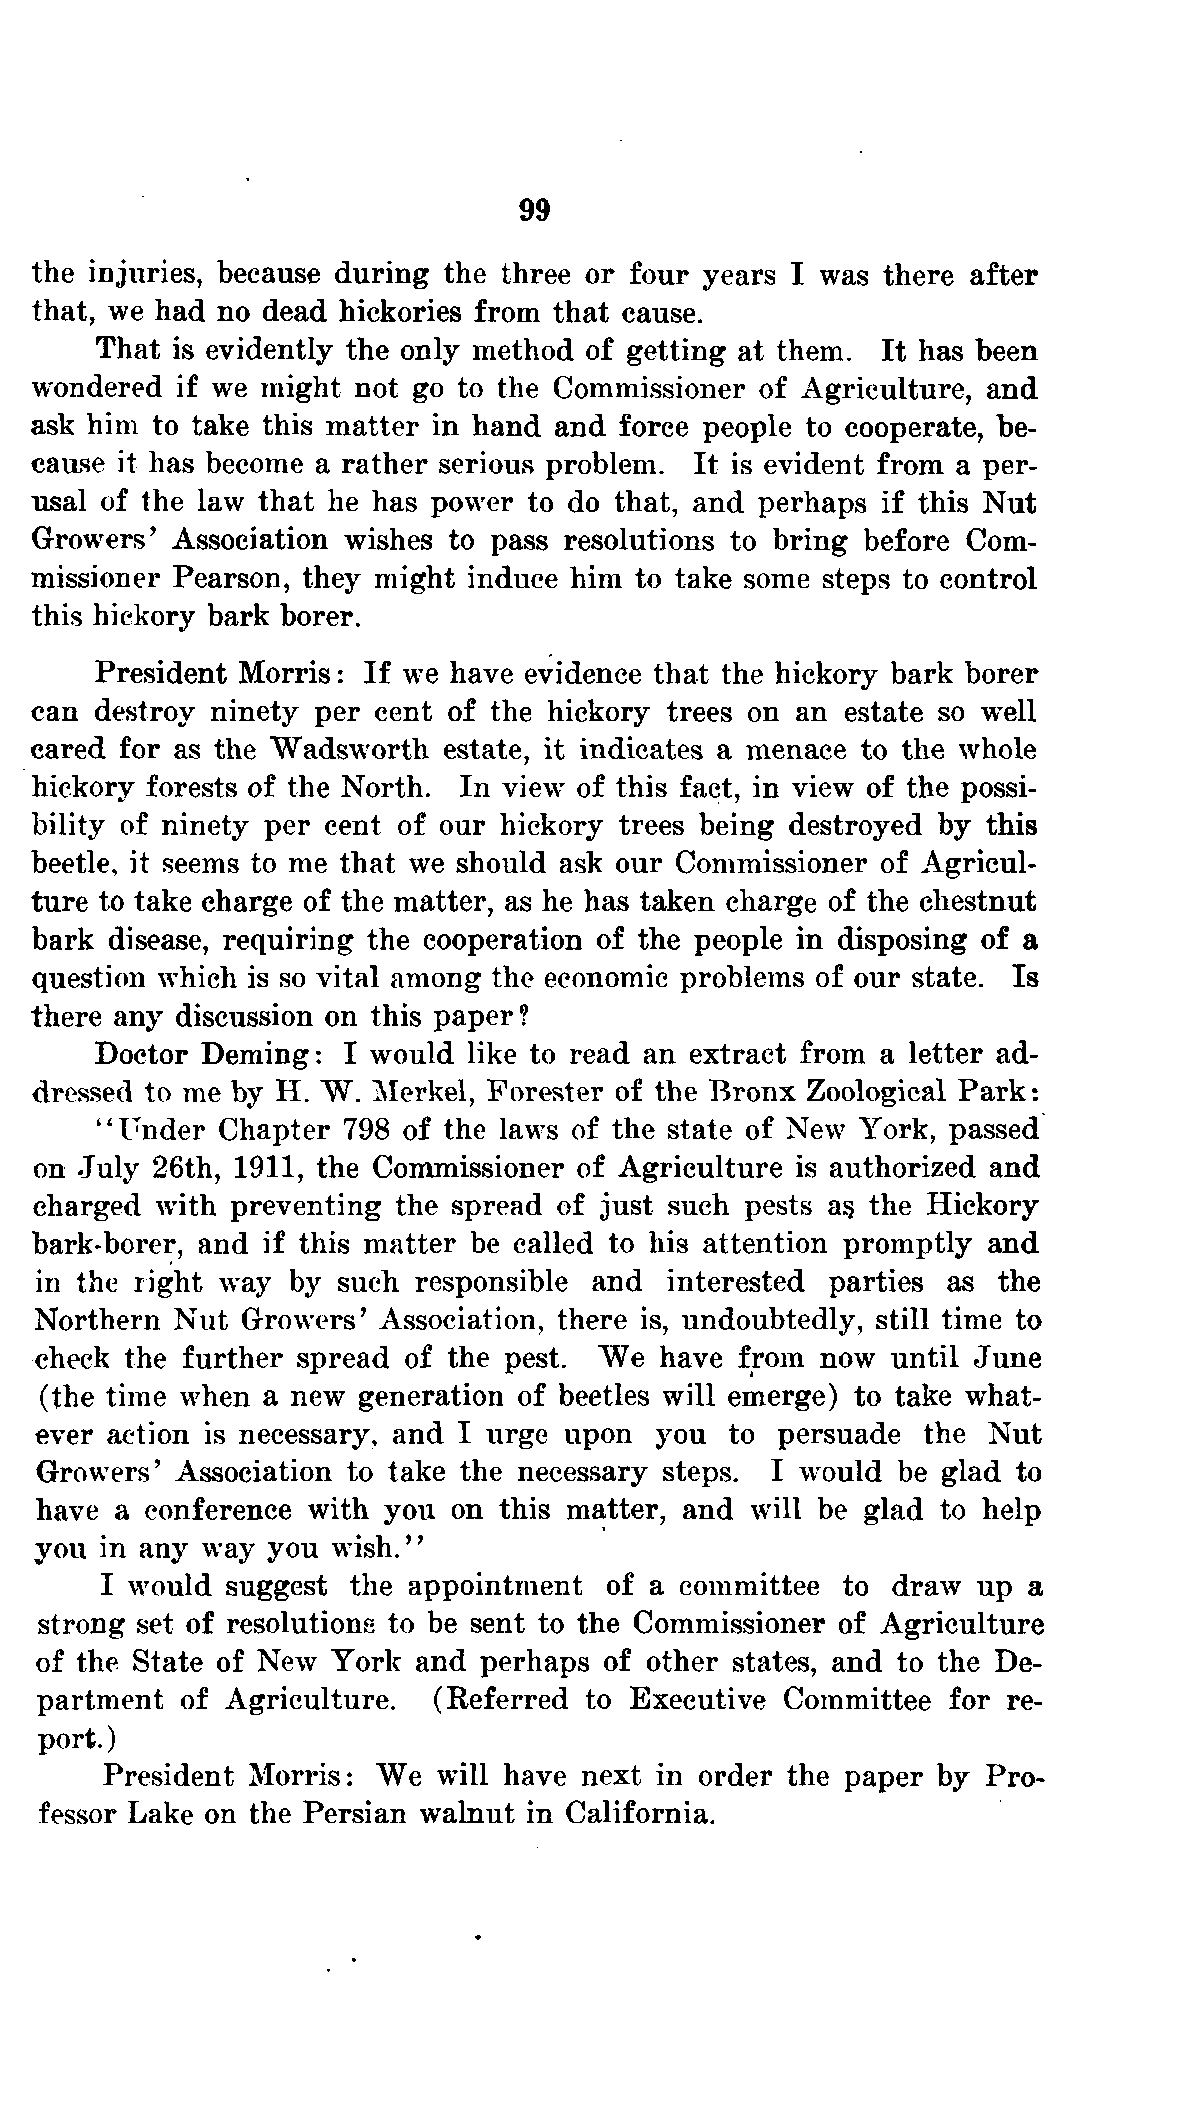 99
the injuries, because during the three or four years I was there after
that, we had no dead hickories from that cause.
That is evidently the only method of getting at them. It has been
wondered if we might not go to the Commissioner of Agriculture, and
ask him to take this matter in hand and force people to cooperate, be-
cause it has become a rather serious problem. It is evident from a per-
usal of the law that he has power to do that, and perhaps if this Nut
Growers' Association wishes to pass resolutions to bring before Com-
missioner Pearson, they might induce him to take some steps to control
this hickory bark borer.
President Morris: If we have evidence that the hickory bark borer
can destroy ninety per cent of the hickory trees on an estate so well
cared for as the Wadsworth estate, it indicates a menace to the whole
hickory forests of the North. In view of this fact, in view of the possi-
bility of ninety per cent of our hickory trees being destroyed by this
beetle, it seems to me that we should ask our Commissioner of Agricul-
ture to take charge of the matter, as he has taken charge of the chestnut
bark disease, requiring the cooperation of the people in disposing of a
question which is so vital among the economic problems of our state. Is
there any discussion on this paper?
Doctor Deming: I would like to read an extract from a letter ad-
dressed to me by H. W. Merkel, Forester of the Bronx Zoological Park:
"Under Chapter 798 of the laws of the state of New York, passed
on July 26th, 1911, the Commissioner of Agriculture is authorized and
charged with preventing the spread of just such pests as the Hickory
bark-borer, and if this matter be called to his attention promptly and
in the right way by such responsible and interested parties as the
Northern Nut Growers' Association, there is, undoubtedly, still time to
check the further spread of the pest. We have from now until June
(the time when a new generation of beetles will emerge) to take what-
ever action is necessary, and I urge upon you to persuade the Nut
Growers' Association to take the necessary steps. I would be glad to
have a conference with you on this matter, and will be glad to help
you in any way you wish."
I would suggest the appointment of a committee to draw up a
strong set of resolutions to be sent to the Commissioner of Agriculture
of the State of New York and perhaps of other states, and to the De-
partment of Agriculture. (Referred to Executive Committee for re-
port.)
President Morris: We will have next in order the paper by Pro-
fessor Lake on the Persian walnut in California.